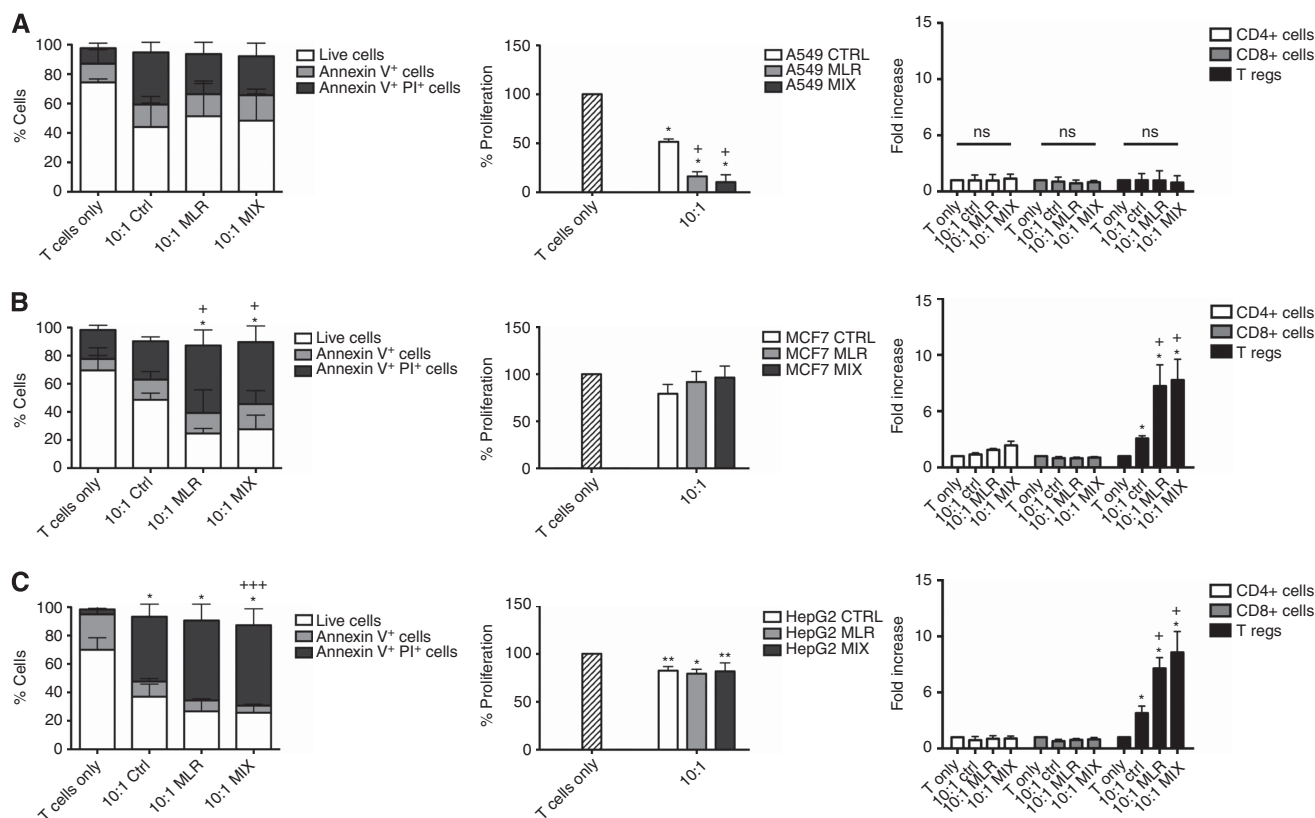 A
100
80
60
40
20
0
% Cells
T cells only
10:1 Ctrl
10:1 MLR
10:1 MIX
Live cells
Annexin V⁺ cells
Annexin V⁺ PI⁺ cells
150
100
50
0
% Proliferation
*
+
*
+
*
T cells only
10:1
A549 CTRL
A549 MLR
A549 MIX
15
10
6
0
Fold increase
ns
ns
ns
T only
10:1 ctrl
10:1 MLR
10:1 MIX
T only
10:1 ctrl
10:1 MLR
10:1 MIX
T only
10:1 ctrl
10:1 MLR
10:1 MIX
CD4+ cells
CD8+ cells
T regs
B
100
80
60
40
20
0
% Cells
+
*
+
*
T cells only
10:1 Ctrl
10:1 MLR
10:1 MIX
Live cells
Annexin V⁺ cells
Annexin V⁺ PI⁺ cells
150
100
50
0
% Proliferation
T cells only
10:1
MCF7 CTRL
MCF7 MLR
MCF7 MIX
15
10
6
0
Fold increase
*
+
*
+
*
T only
10:1 ctrl
10:1 MLR
10:1 MIX
T only
10:1 ctrl
10:1 MLR
10:1 MIX
T only
10:1 ctrl
10:1 MLR
10:1 MIX
CD4+ cells
CD8+ cells
T regs
C
100
80
60
40
20
0
% Cells
*
*
+++
*
T cells only
10:1 Ctrl
10:1 MLR
10:1 MIX
Live cells
Annexin V⁺ cells
Annexin V⁺ PI⁺ cells
150
100
50
0
% Proliferation
**
*
**
T cells only
10:1
HepG2 CTRL
HepG2 MLR
HepG2 MIX
15
10
6
0
Fold increase
*
+
*
+
*
T only
10:1 ctrl
10:1 MLR
10:1 MIX
T only
10:1 ctrl
10:1 MLR
10:1 MIX
T only
10:1 ctrl
10:1 MLR
10:1 MIX
CD4+ cells
CD8+ cells
T regs